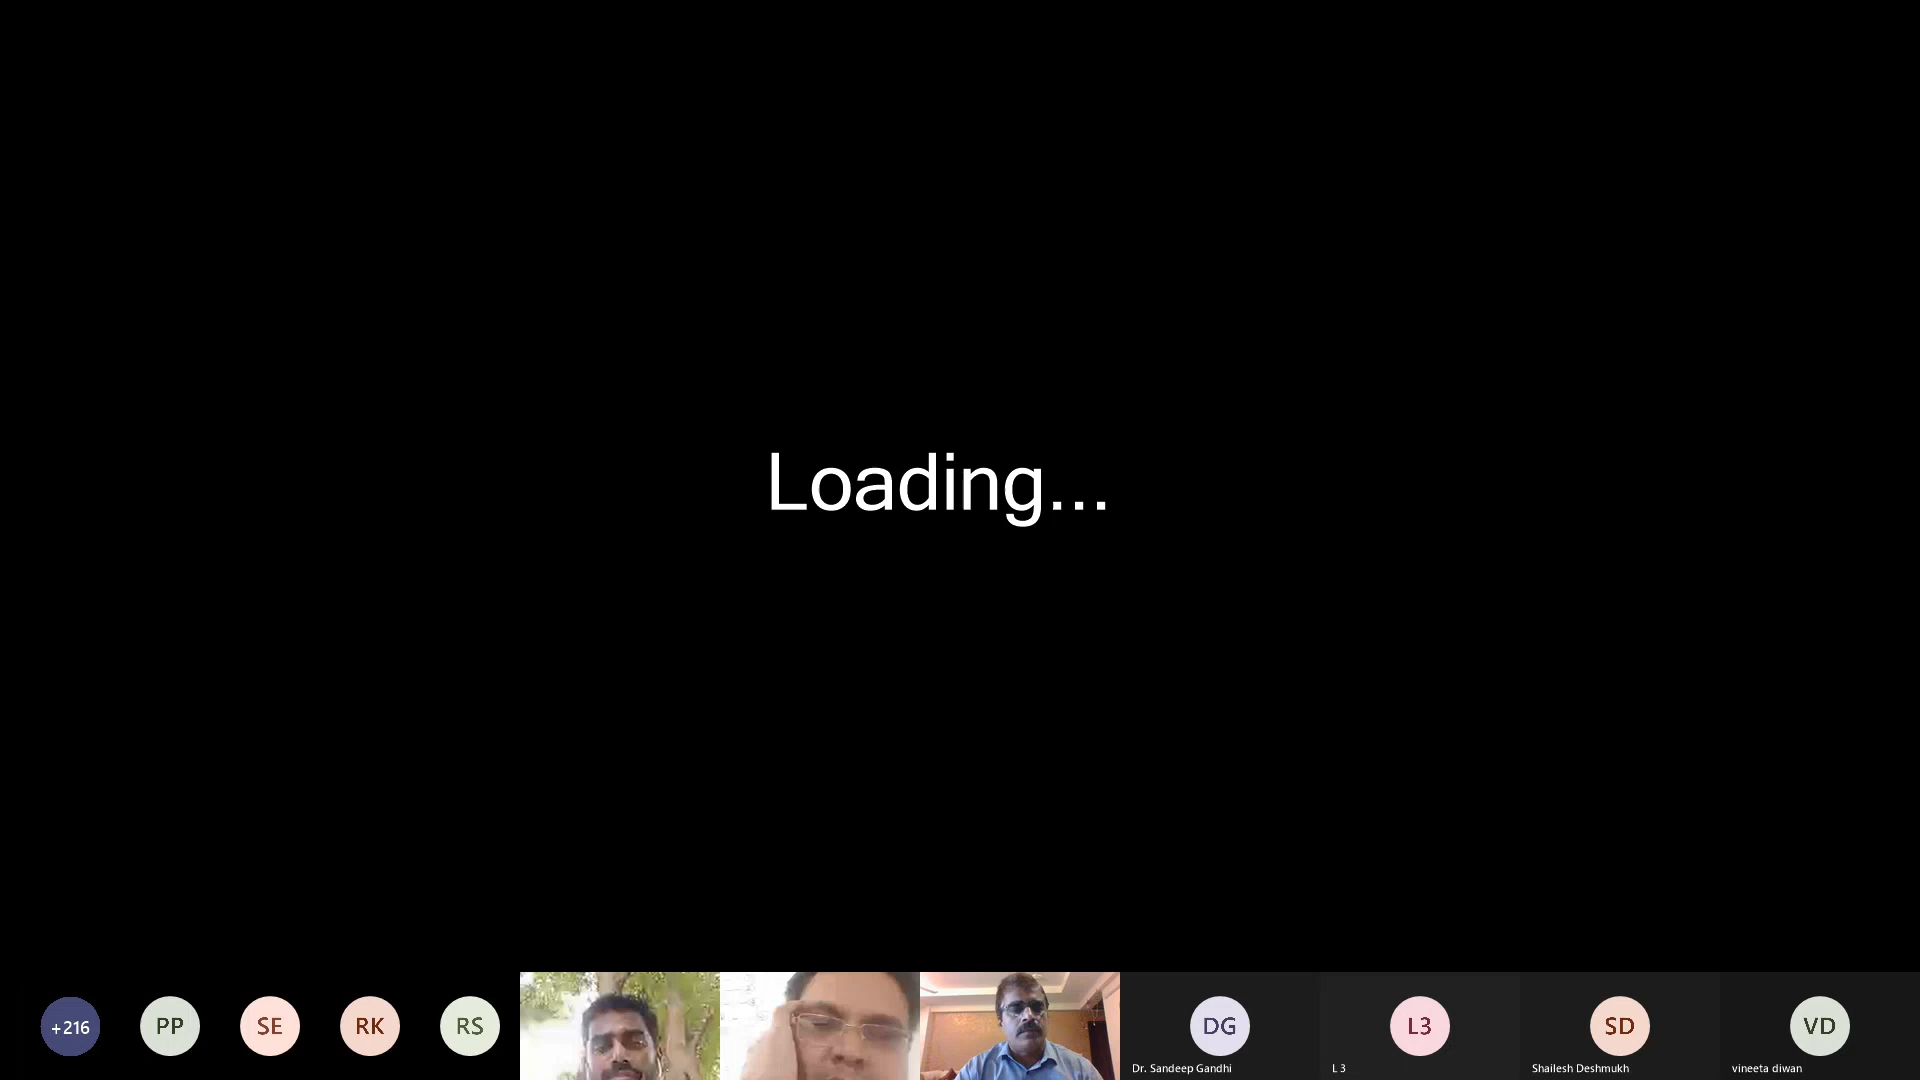 Loading...
+216
PP
SE
RK
RS
DG
L3
SD
VD
Dr. Sandeep Gandhi
L 3
Shailesh Deshmukh
vineeta diwan